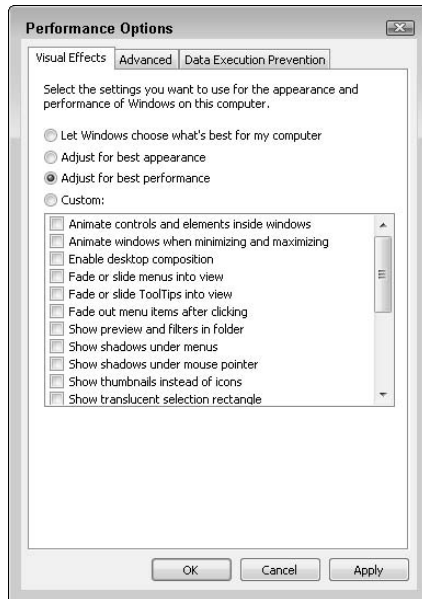 Performance Options
Visual Effects Advanced Data Execution Prevention
Select the settings you want to use for the appearance and
performance of Windows on this computer.
Let Windows choose what's best for my computer
Adjust for best appearance
Adjust for best performance
Custom:
Animate controls and elements inside windows
Animate windows when minimizing and maximizing
Enable desktop composition
Fade or slide menus into view
Fade or slide ToolTips into view
Fade out menu items after clicking
Show preview and filters in folder
Show shadows under menus
Show shadows under mouse pointer
Show thumbnails instead of icons
Show translucent selection rectangle
OK Cancel Apply